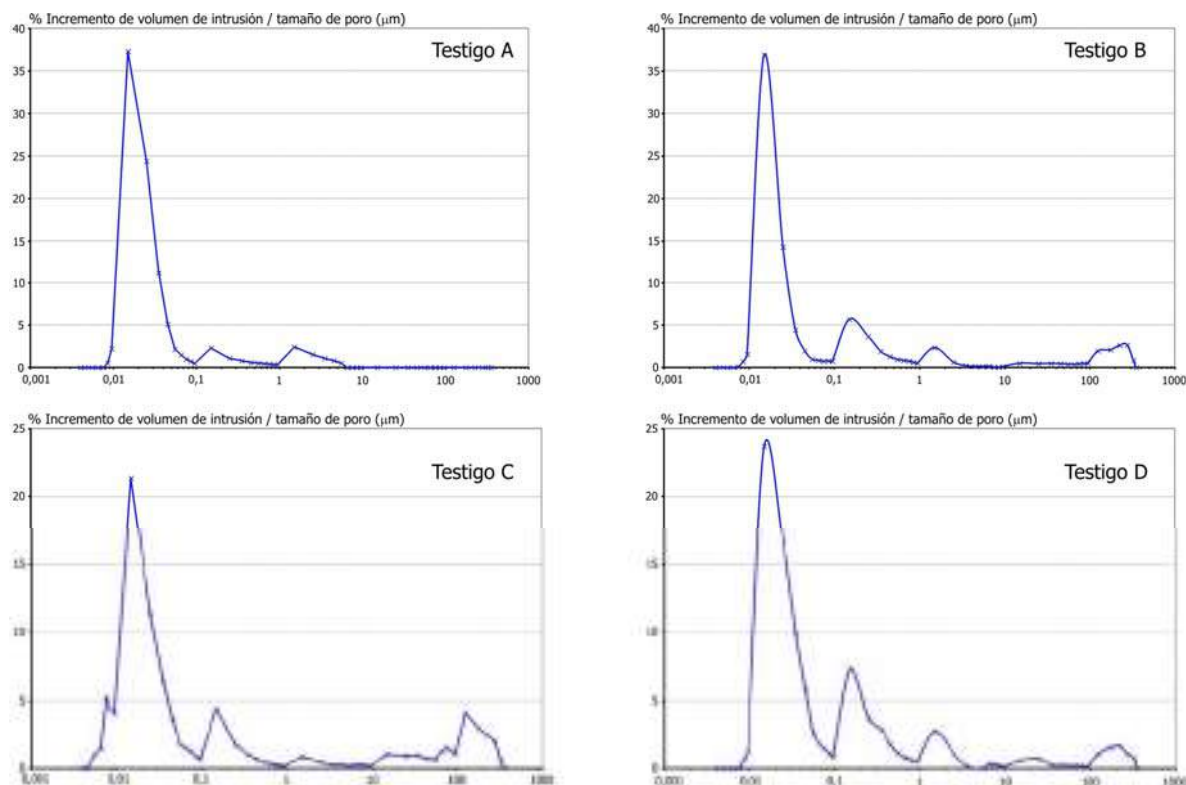 % Incremento de volumen de intrusión / tamaño de poro (μm)
Testigo A
40
35
30
25
20
15
10
5
0
0,001 0,01 0,1 1 10 100 1000
% Incremento de volumen de intrusión / tamaño de poro (μm)
Testigo B
40
35
30
25
20
15
10
5
0
0,001 0,01 0,1 1 10 100 1000
% Incremento de volumen de intrusión / tamaño de poro (μm)
Testigo C
25
20
15
10
5
0
0,001 0,01 0,1 1 10 100 1000
% Incremento de volumen de intrusión / tamaño de poro (μm)
Testigo D
25
20
15
10
5
0
0,01 0,1 1 10 100 1000